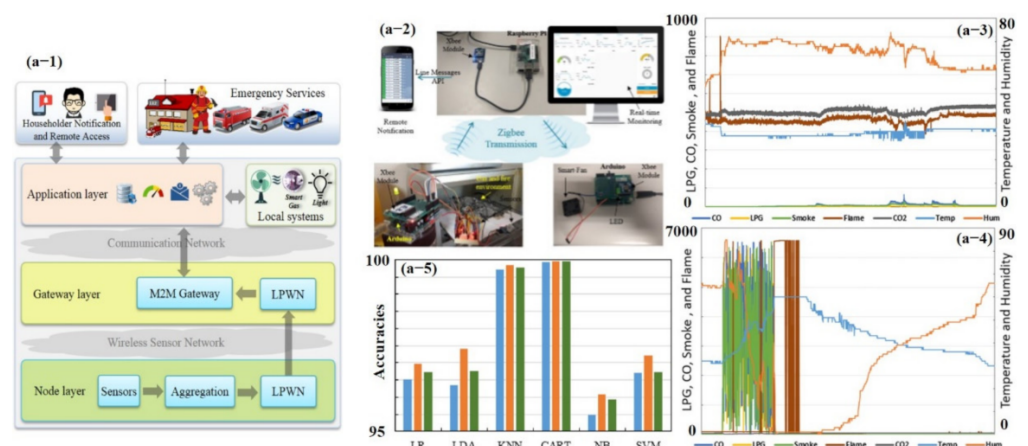 (a-1)
Householder Notification
and Remote Access
Emergency Services
Application layer
Smart
Gas
Light
Local systems
Communication Network
Gateway layer
M2M Gateway
LPWN
Wireless Sensor Network
Node layer
Sensors
Aggregation
LPWN
(a-2)
Xbee
Module
Raspberry Pi
Line Messages
API
Remote
Notification
Real-time
Monitoring
Zigbee
Transmission
Xbee
Module
environment
Arduino
Smart Fan
Arduino
Xbee
Module
LED
(a-5)
100
95
Accuracies
LR
LDA
KNN
CART
NB
SVM
(a-3)
1000
0
80
0
LPG, CO, Smoke , and Flame
Temperature and Humidity
CO
LPG
Smoke
Flame
CO2
Temp
Hum
(a-4)
7000
0
90
0
LPG, CO, Smoke , and Flame
Temperature and Humidity
CO
LPG
Smoke
Flame
CO2
Temp
Hum